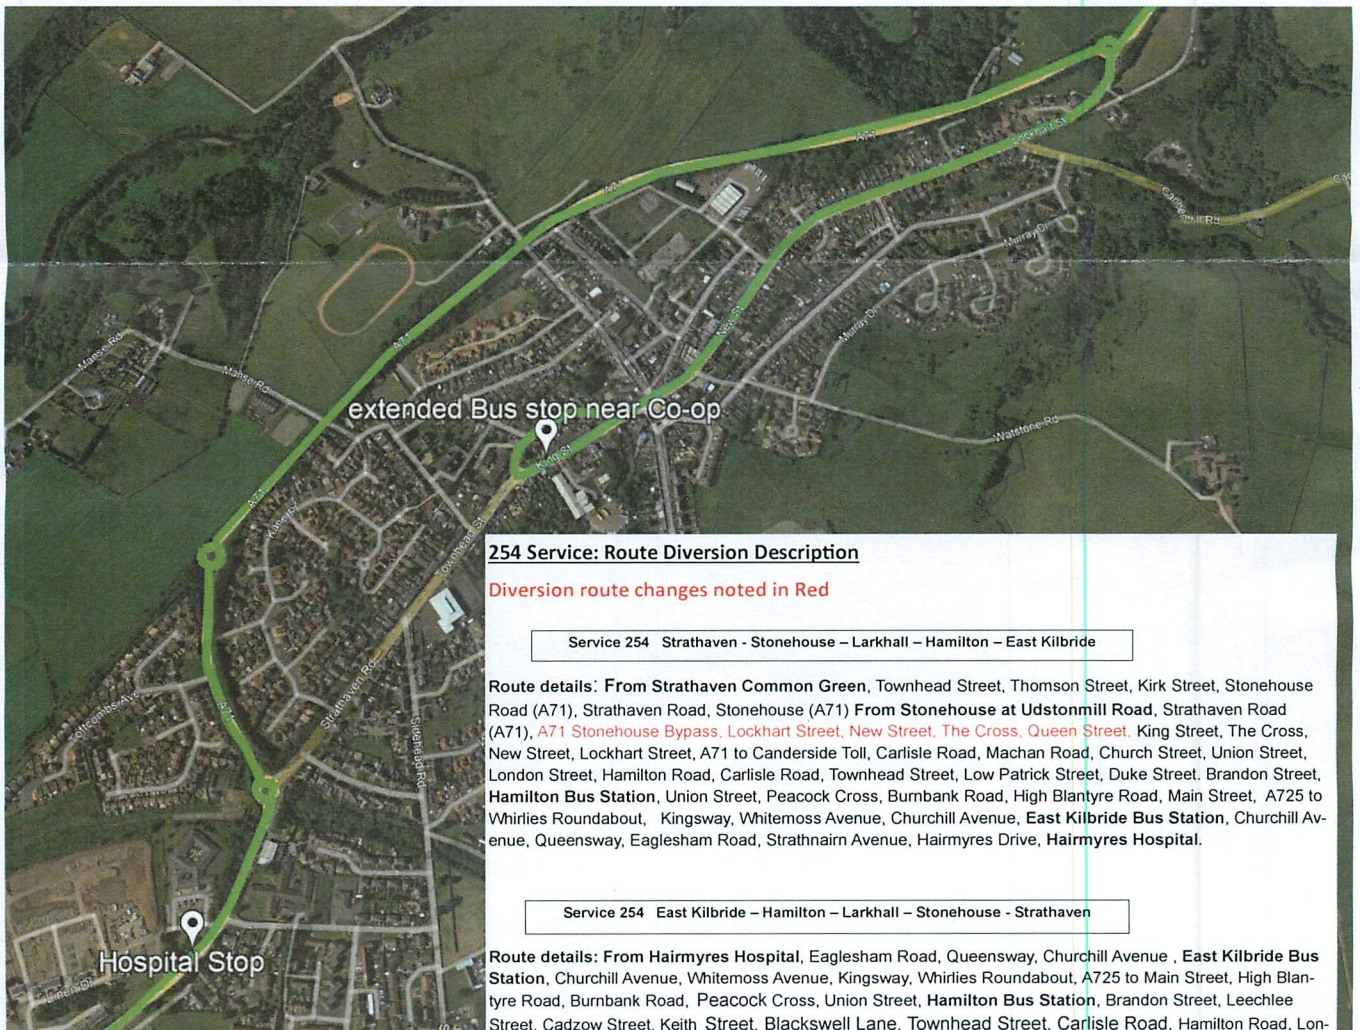 A71
Lockhart St
A71
Cander Mill Rd
Murray Dr
New St
Murray Dr
A71
Manse Rd
Manse Rd
extended Bus stop near Co-op
King St
Watstone Rd
A71
Townhead St
Strathaven Rd
Sidehead Rd
A71
Hospital Stop
Linen Dr
254 Service: Route Diversion Description
Diversion route changes noted in Red
Service 254 Strathaven - Stonehouse – Larkhall – Hamilton – East Kilbride
Route details: From Strathaven Common Green, Townhead Street, Thomson Street, Kirk Street, Stonehouse
Road (A71), Strathaven Road, Stonehouse (A71) From Stonehouse at Udstonmill Road, Strathaven Road
(A71), A71 Stonehouse Bypass, Lockhart Street, New Street, The Cross, Queen Street, King Street, The Cross,
New Street, Lockhart Street, A71 to Canderside Toll, Carlisle Road, Machan Road, Church Street, Union Street,
London Street, Hamilton Road, Carlisle Road, Townhead Street, Low Patrick Street, Duke Street. Brandon Street,
Hamilton Bus Station, Union Street, Peacock Cross, Burnbank Road, High Blantyre Road, Main Street, A725 to
Whirlies Roundabout, Kingsway, Whitemoss Avenue, Churchill Avenue, East Kilbride Bus Station, Churchill Av-
enue, Queensway, Eaglesham Road, Strathnairn Avenue, Hairmyres Drive, Hairmyres Hospital.
Service 254 East Kilbride – Hamilton – Larkhall – Stonehouse - Strathaven
Route details: From Hairmyres Hospital, Eaglesham Road, Queensway, Churchill Avenue , East Kilbride Bus
Station, Churchill Avenue, Whitemoss Avenue, Kingsway, Whirlies Roundabout, A725 to Main Street, High Blan-
tyre Road, Burnbank Road, Peacock Cross, Union Street, Hamilton Bus Station, Brandon Street, Leechlee
Street, Cadzow Street, Keith Street, Blackswell Lane, Townhead Street, Carlisle Road, Hamilton Road, Lon-